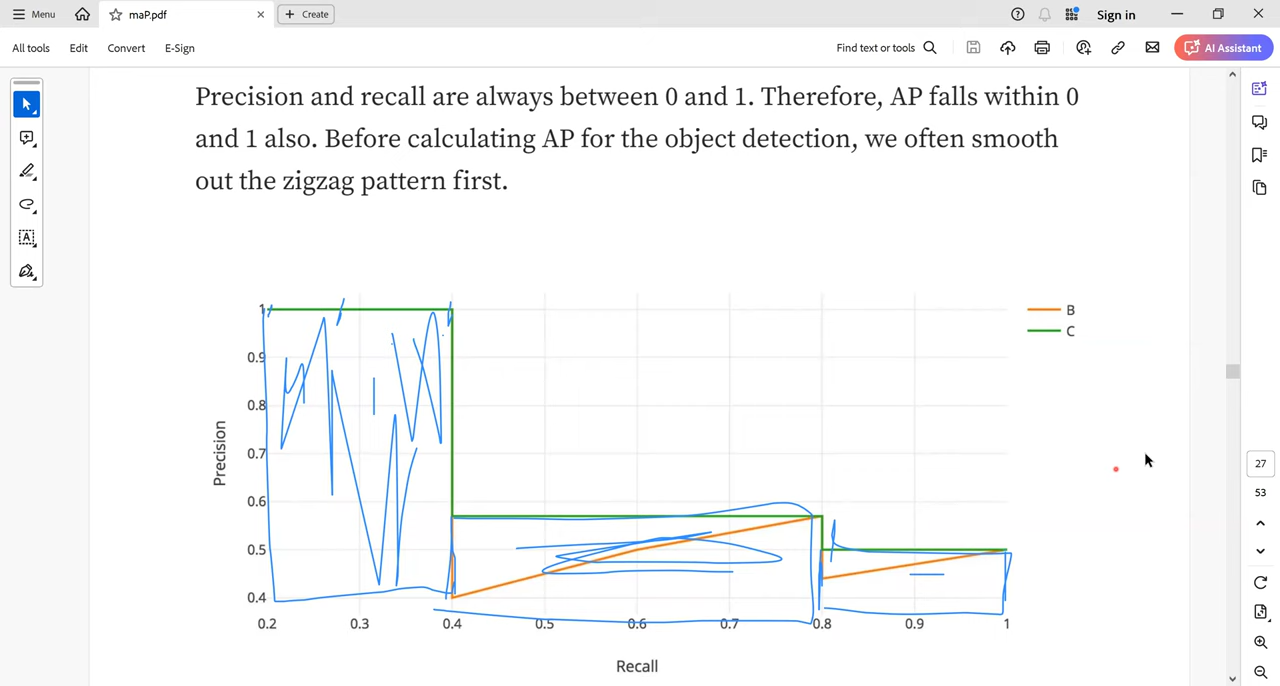 Menu
maP.pdf
Create
Sign in
All tools
Edit
Convert
E-Sign
Find text or tools
AI Assistant
Precision and recall are always between 0 and 1. Therefore, AP falls within 0
and 1 also. Before calculating AP for the object detection, we often smooth
out the zigzag pattern first.
1
0.9
0.8
0.7
0.6
0.5
0.4
Precision
0.2 0.3 0.4 0.5 0.6 0.7 0.8 0.9 1
Recall
B
C
27
53